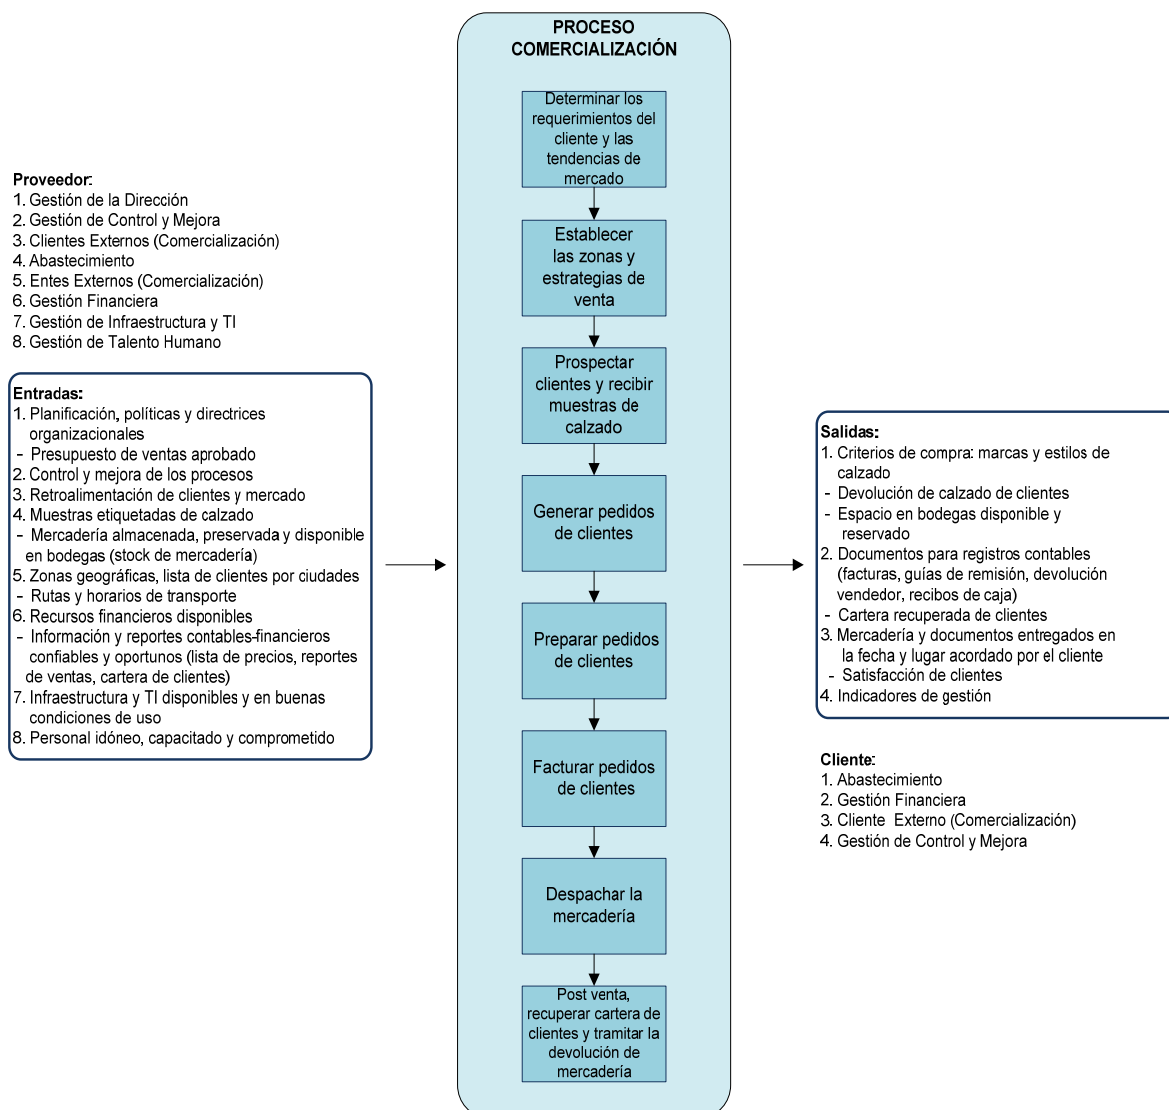 PROCESO
COMERCIALIZACIÓN
Proveedor:
1. Gestión de la Dirección
2. Gestión de Control y Mejora
3. Clientes Externos (Comercialización)
4. Abastecimiento
5. Entes Externos (Comercialización)
6. Gestión Financiera
7. Gestión de Infraestructura y TI
8. Gestión de Talento Humano
Entradas:
1. Planificación, políticas y directrices
organizacionales
- Presupuesto de ventas aprobado
2. Control y mejora de los procesos
3. Retroalimentación de clientes y mercado
4. Muestras etiquetadas de calzado
- Mercadería almacenada, preservada y disponible
en bodegas (stock de mercadería)
5. Zonas geográficas, lista de clientes por ciudades
- Rutas y horarios de transporte
6. Recursos financieros disponibles
- Información y reportes contables-financieros
confiables y oportunos (lista de precios, reportes
de ventas, cartera de clientes)
7. Infraestructura y TI disponibles y en buenas
condiciones de uso
8. Personal idóneo, capacitado y comprometido
Determinar los
requerimientos del
cliente y las
tendencias de
mercado
Establecer
las zonas y
estrategias de
venta
Prospectar
clientes y recibir
muestras de
calzado
Generar pedidos
de clientes
Preparar pedidos
de clientes
Facturar pedidos
de clientes
Despachar la
mercadería
Post venta,
recuperar cartera de
clientes y tramitar la
devolución de
mercadería
Salidas:
1. Criterios de compra: marcas y estilos de
calzado
- Devolución de calzado de clientes
- Espacio en bodegas disponible y
reservado
2. Documentos para registros contables
(facturas, guías de remisión, devolución
vendedor, recibos de caja)
- Cartera recuperada de clientes
3. Mercadería y documentos entregados en
la fecha y lugar acordado por el cliente
- Satisfacción de clientes
4. Indicadores de gestión
Cliente:
1. Abastecimiento
2. Gestión Financiera
3. Cliente Externo (Comercialización)
4. Gestión de Control y Mejora